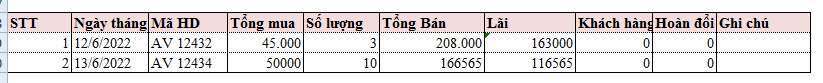 STT Ngày tháng Mã HD Tổng mua Số lượng Tổng Bán Lãi Khách hàng Hoàn đổi Ghi chú
1 12/6/2022 AV 12432 45.000 3 208.000 163000 0 0
2 13/6/2022 AV 12434 50000 10 166565 116565 0 0